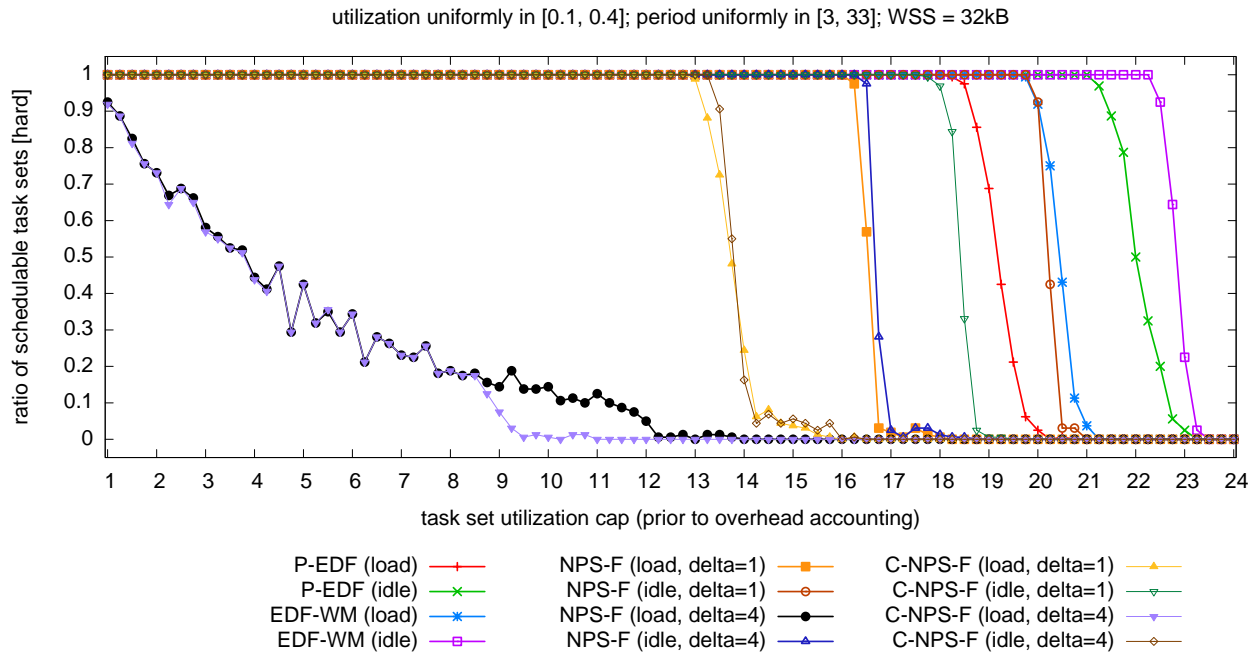 utilization uniformly in [0.1, 0.4]; period uniformly in [3, 33]; WSS = 32kB
ratio of schedulable task sets [hard]
1
0.9
0.8
0.7
0.6
0.5
0.4
0.3
0.2
0.1
0
1 2 3 4 5 6 7 8 9 10 11 12 13 14 15 16 17 18 19 20 21 22 23 24
task set utilization cap (prior to overhead accounting)
P-EDF (load)
P-EDF (idle)
EDF-WM (load)
EDF-WM (idle)
NPS-F (load, delta=1)
NPS-F (idle, delta=1)
NPS-F (load, delta=4)
NPS-F (idle, delta=4)
C-NPS-F (load, delta=1)
C-NPS-F (idle, delta=1)
C-NPS-F (load, delta=4)
C-NPS-F (idle, delta=4)